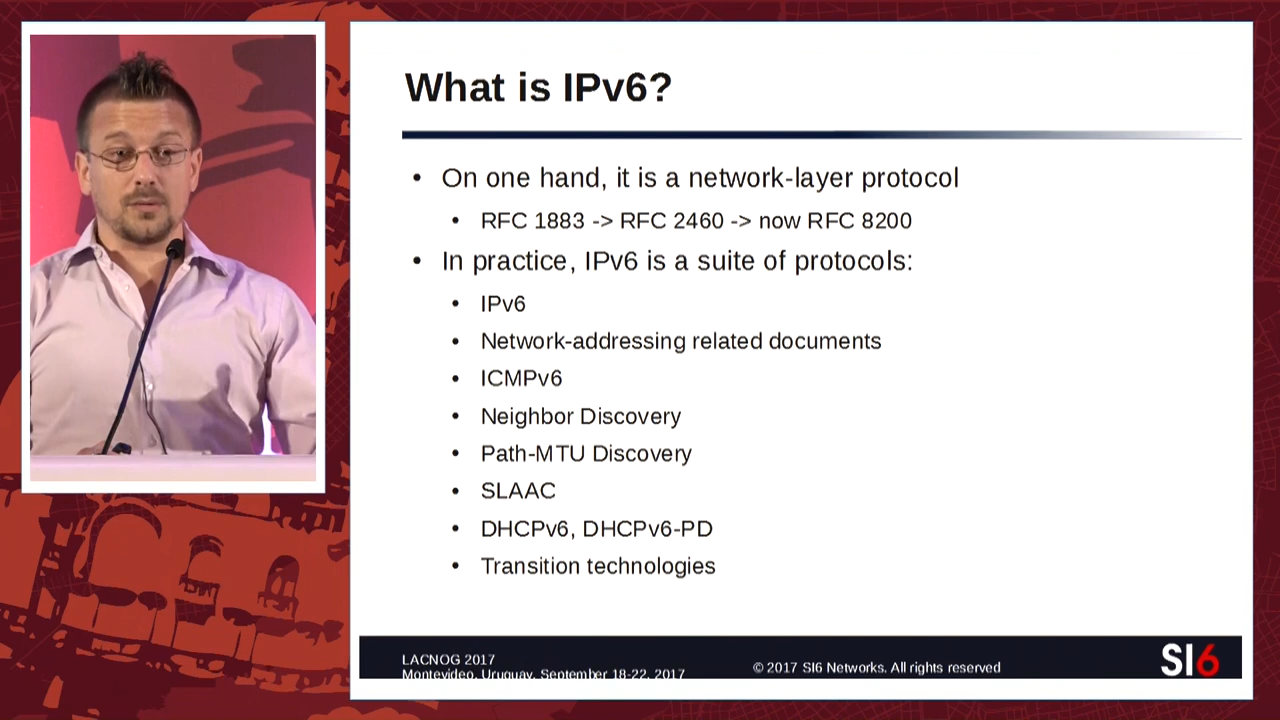 What is IPv6?
• On one hand, it is a network-layer protocol
• RFC 1883 -> RFC 2460 -> now RFC 8200
• In practice, IPv6 is a suite of protocols:
• IPv6
• Network-addressing related documents
• ICMPv6
• Neighbor Discovery
• Path-MTU Discovery
• SLAAC
• DHCPv6, DHCPv6-PD
• Transition technologies
LACNOG 2017
Montevideo, Uruguay, September 18-22, 2017
© 2017 SI6 Networks. All rights reserved
SI6